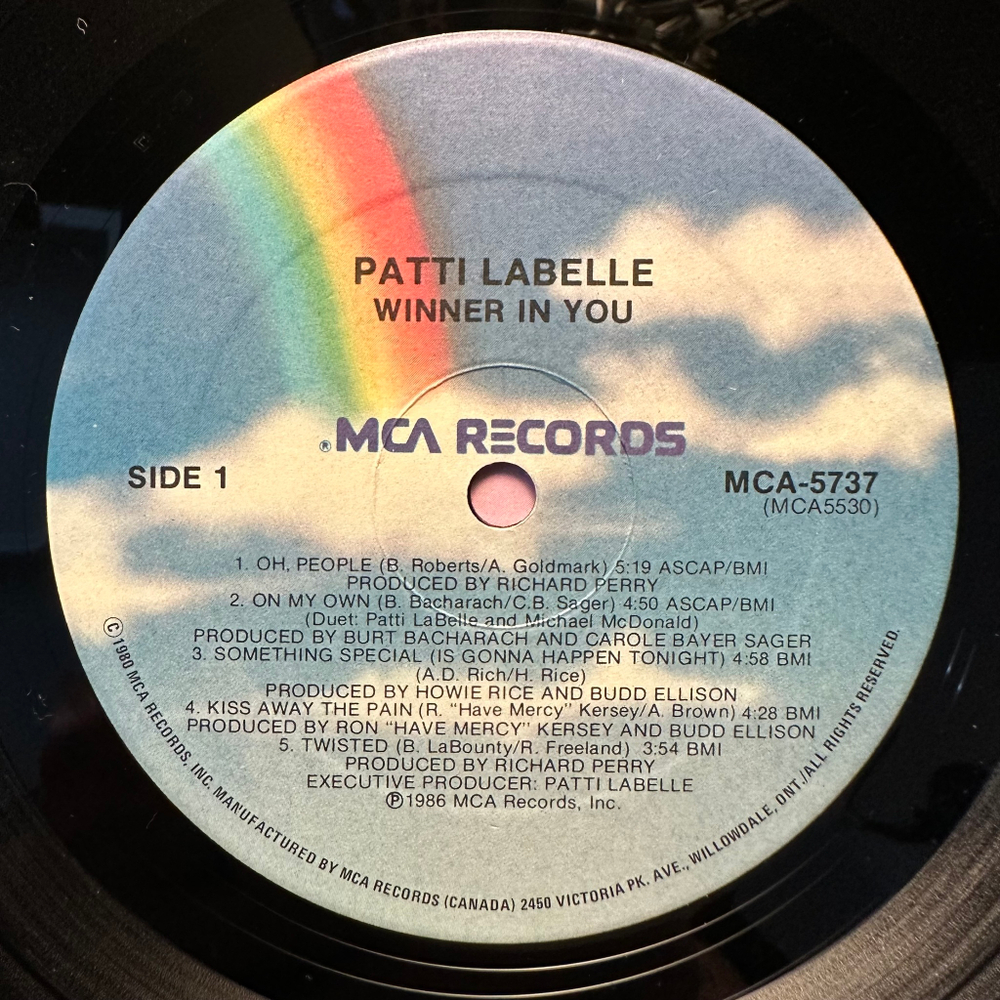 PATTI LABELLE
WINNER IN YOU
®MCA RECORDS
SIDE 1
MCA-5737
(MCA5530)
1. OH, PEOPLE (B. Roberts/A. Goldmark) 5:19 ASCAP/BMI
PRODUCED BY RICHARD PERRY
2. ON MY OWN (B. Bacharach/C.B. Sager) 4:50 ASCAP/BMI
(Duet: Patti LaBelle and Michael McDonald)
PRODUCED BY BURT BACHARACH AND CAROLE BAYER SAGER
3. SOMETHING SPECIAL (IS GONNA HAPPEN TONIGHT) 4:58 BMI
(A.D. Rich/H. Rice)
PRODUCED BY HOWIE RICE AND BUDD ELLISON
4. KISS AWAY THE PAIN (R. "Have Mercy" Kersey/A. Brown) 4:28 BMI
PRODUCED BY RON "HAVE MERCY" KERSEY AND BUDD ELLISON
5. TWISTED (B. LaBounty/R. Freeland) 3:54 BMI
PRODUCED BY RICHARD PERRY
EXECUTIVE PRODUCER: PATTI LABELLE
℗1986 MCA Records, Inc.
©1980 MCA RECORDS, INC. MANUFACTURED BY MCA RECORDS (CANADA) 2450 VICTORIA PK. AVE., WILLOWDALE, ONT./ALL RIGHTS RESERVED.